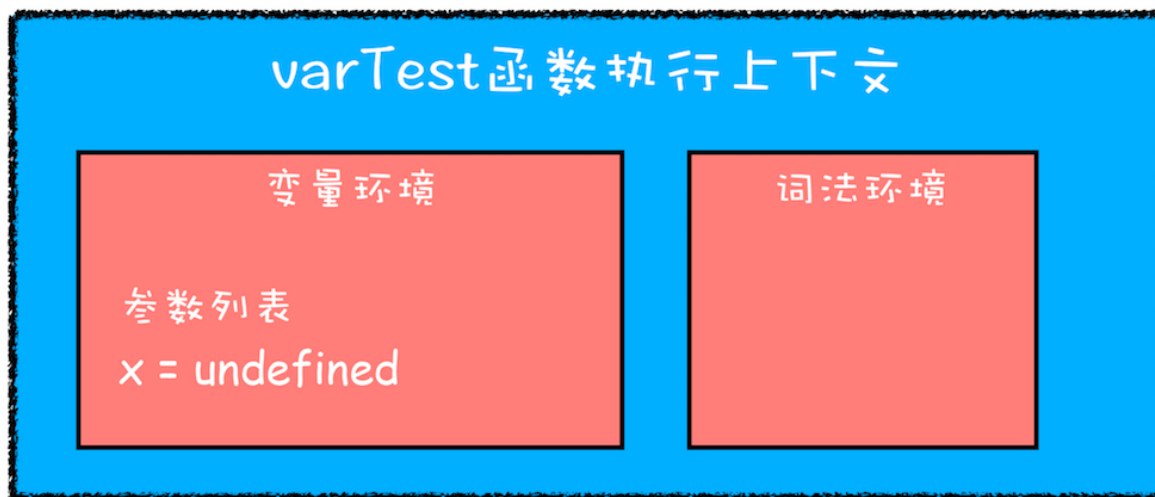 varTest函数执行上下文
变量环境
词法环境
参数列表
x = undefined